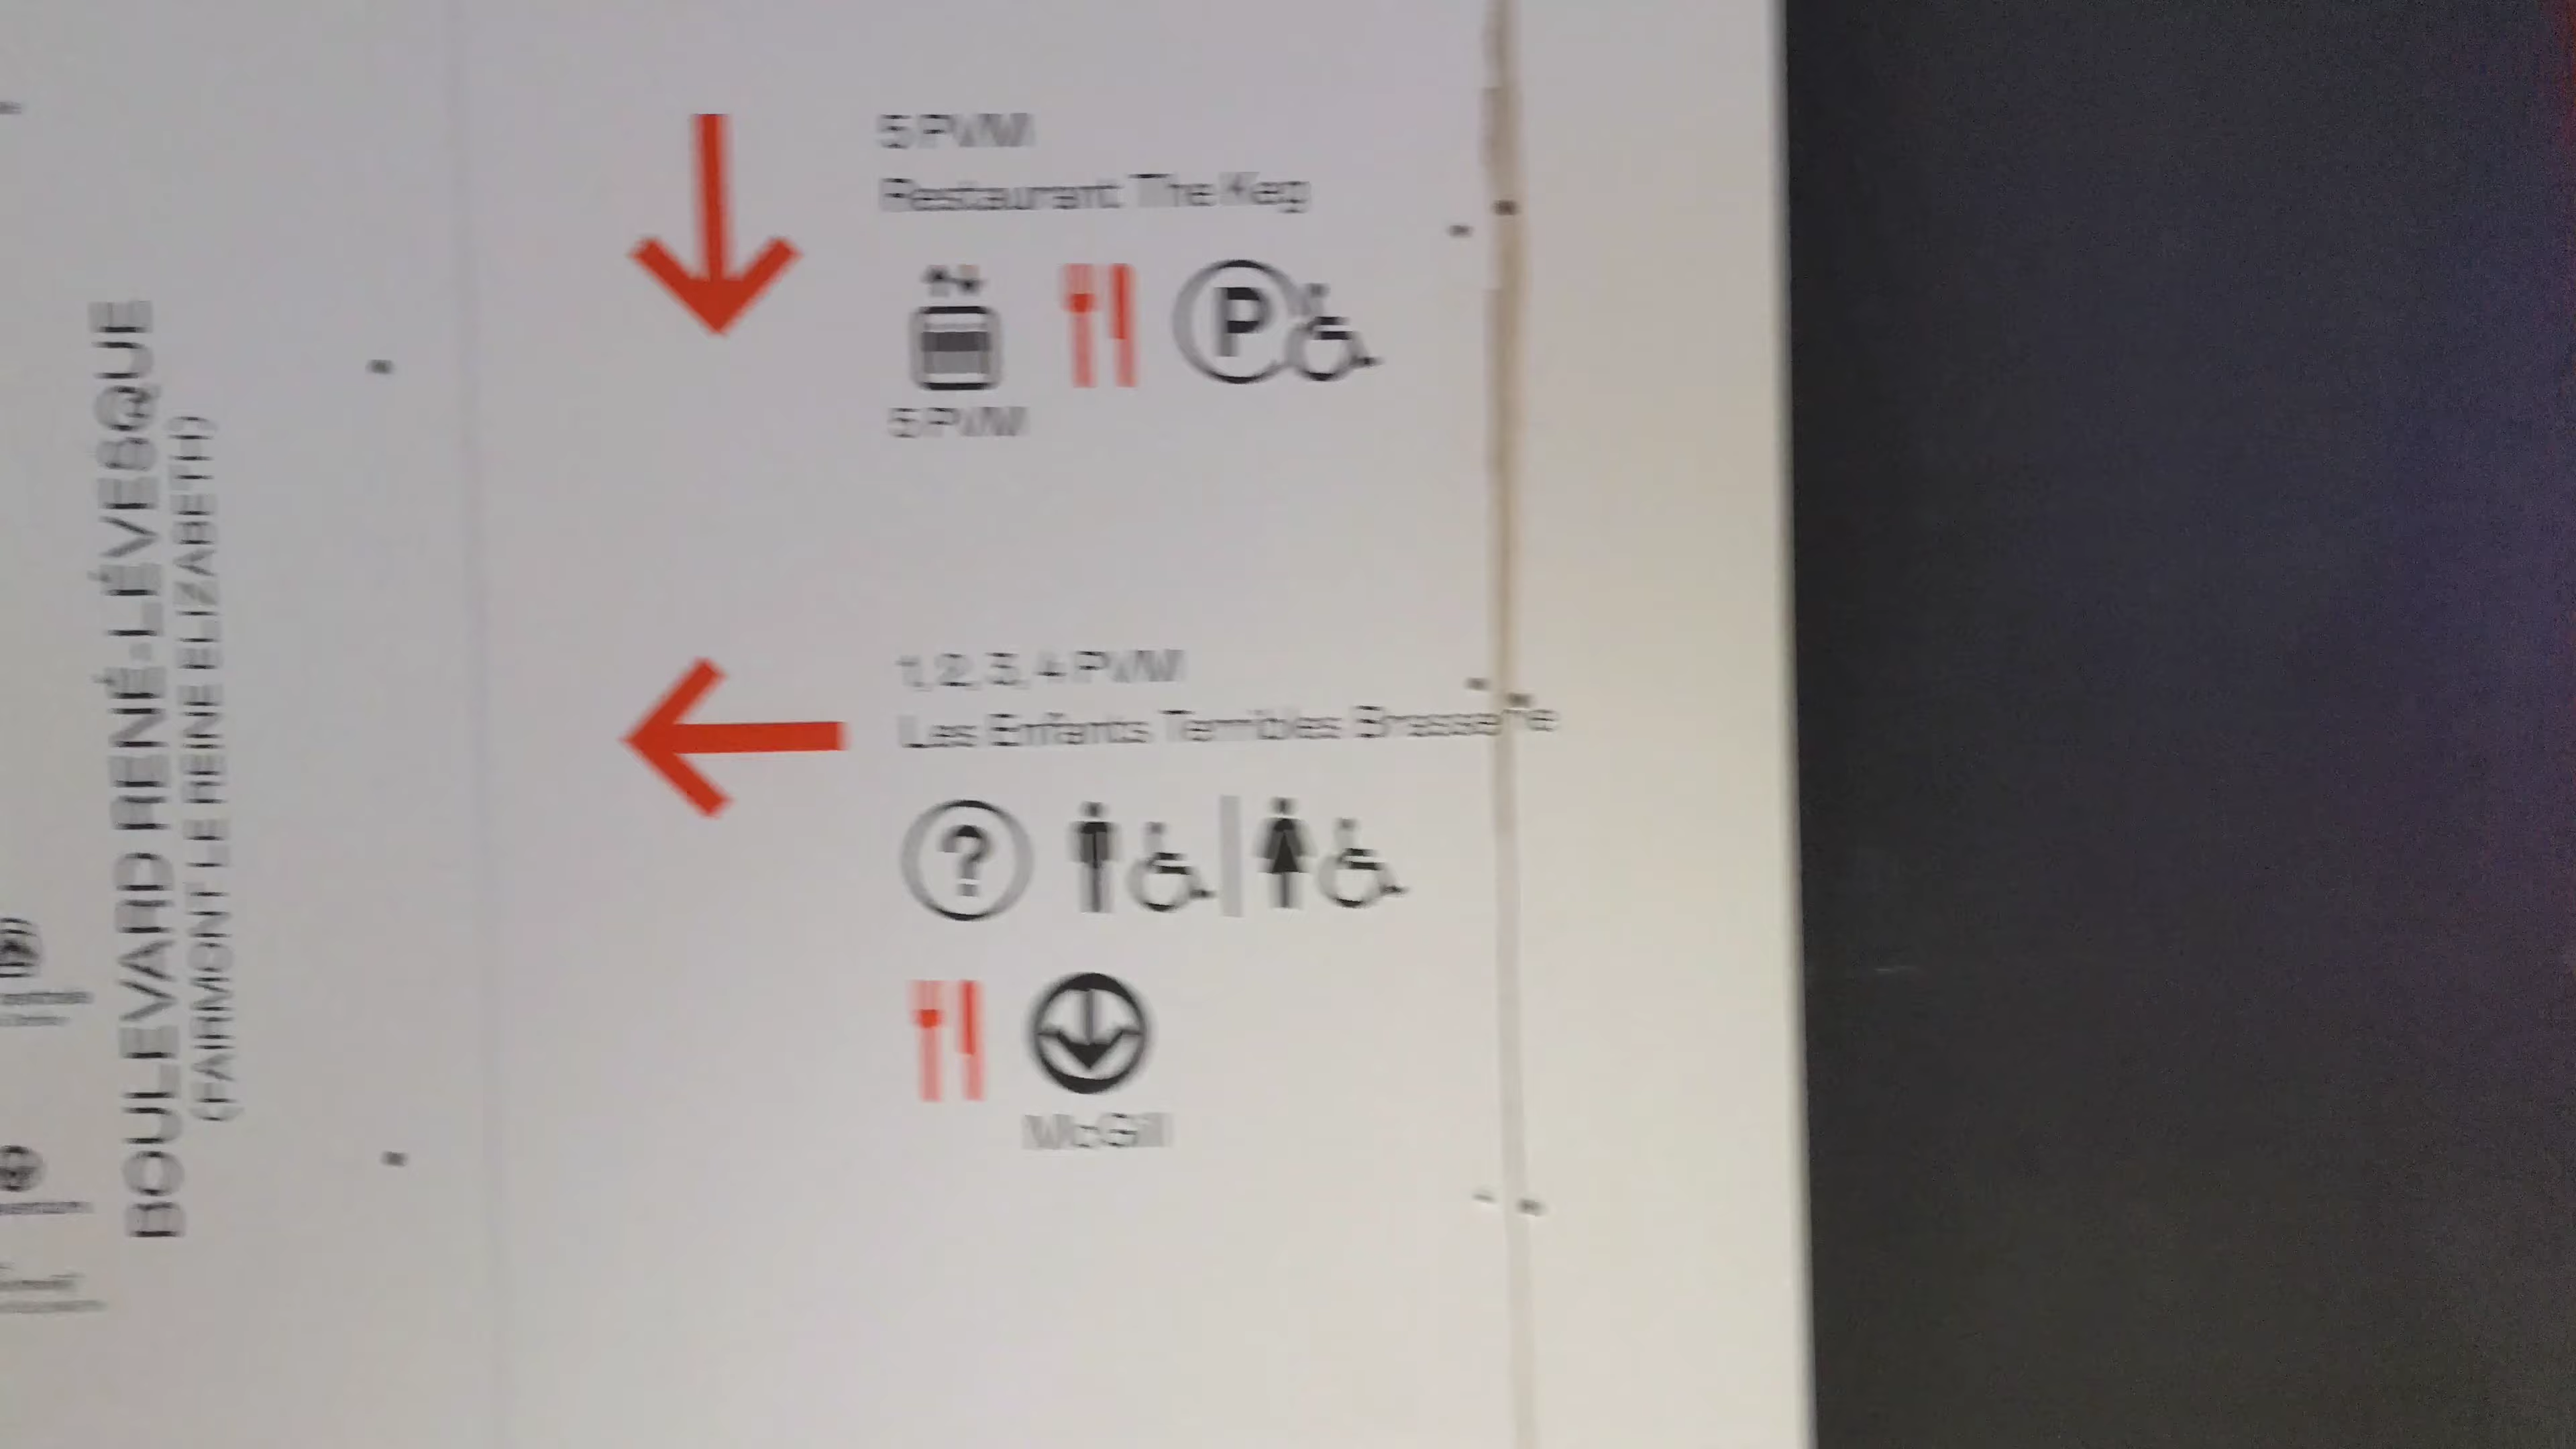 BOULEVARD RENÉ-LÉVESQUE
(FAIRMONT LE REINE ELIZABETH)
5 PVM
Restaurant The Keg
P
5 PVM
1, 2, 3, 4 PVM
Les Enfants Terribles Brasserie
?
McGill